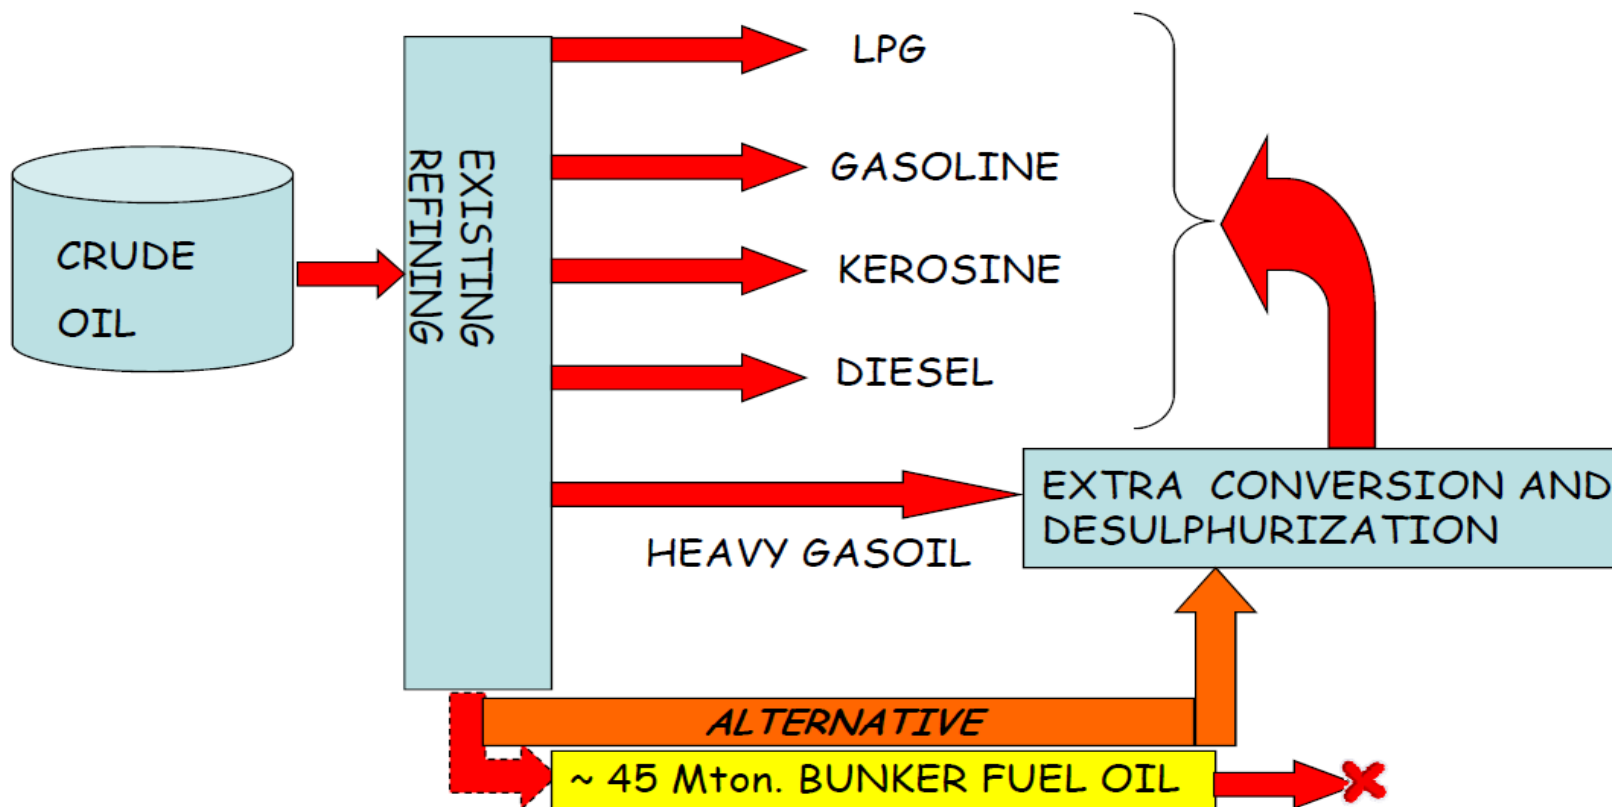 LPG
GASOLINE
KEROSINE
DIESEL
CRUDE
OIL
EXISTING
REFINING
EXTRA CONVERSION AND
DESULPHURIZATION
HEAVY GASOIL
ALTERNATIVE
~ 45 Mton. BUNKER FUEL OIL